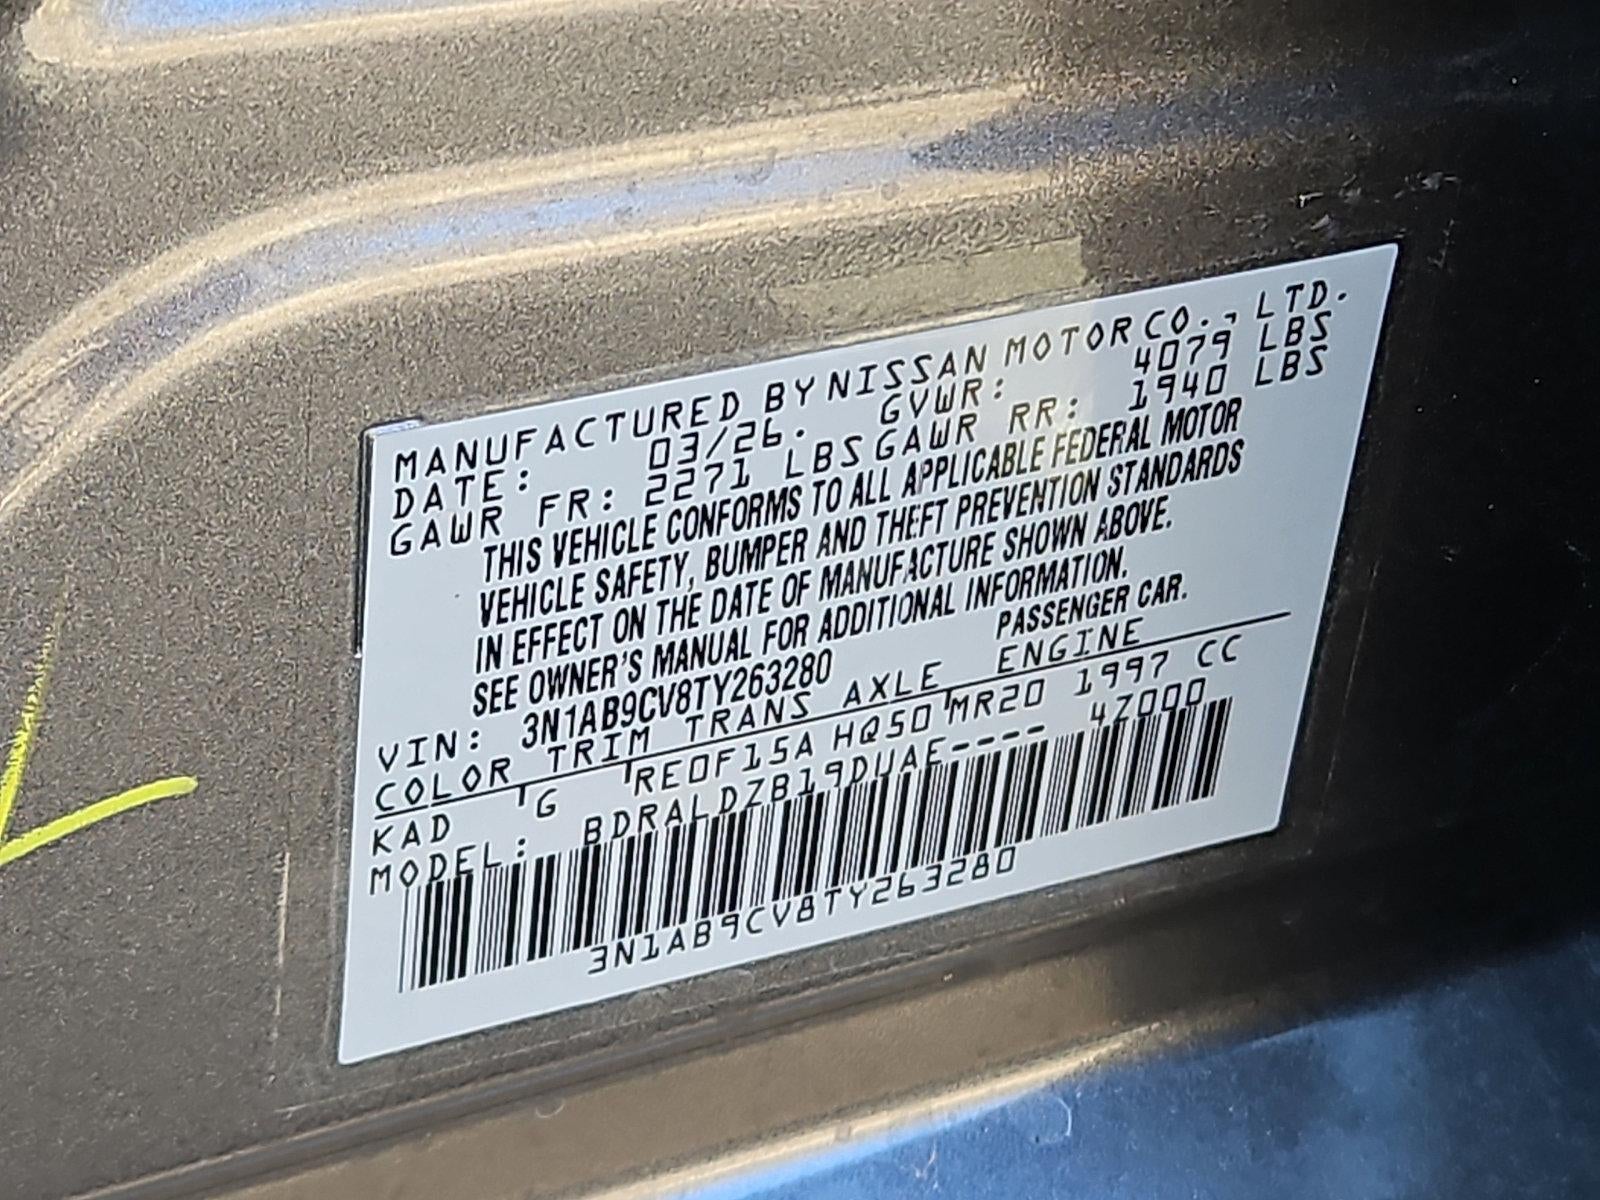 MANUFACTURED BY NISSAN MOTOR CO., LTD.
DATE: 03/26. GVWR: 4079 LBS
GAWR FR: 2271 LBS GAWR RR: 1940 LBS
THIS VEHICLE CONFORMS TO ALL APPLICABLE FEDERAL MOTOR
VEHICLE SAFETY, BUMPER AND THEFT PREVENTION STANDARDS
IN EFFECT ON THE DATE OF MANUFACTURE SHOWN ABOVE.
SEE OWNER'S MANUAL FOR ADDITIONAL INFORMATION.
VIN: 3N1AB9CV8TY263280 PASSENGER CAR.
COLOR TRIM TRANS AXLE ENGINE
KAD G RE0F15A HQ50 MR20 1997 CC
MODEL: BDRALDZB19DUAE---- 4Z000
3N1AB9CV8TY263280